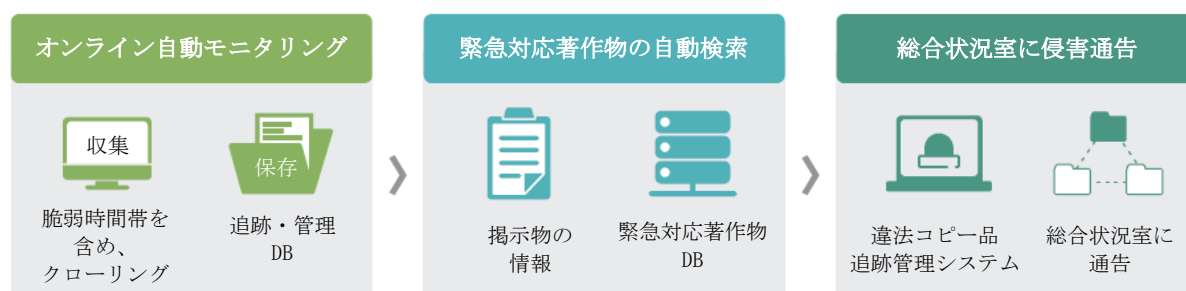 オンライン自動モニタリング
収集
保存
脆弱時間帯を
含め、
クローリング
追跡・管理
DB
緊急対応著作物の自動検索
掲示物の
情報
緊急対応著作物
DB
総合状況室に侵害通告
違法コピー品
追跡管理システム
総合状況室に
通告